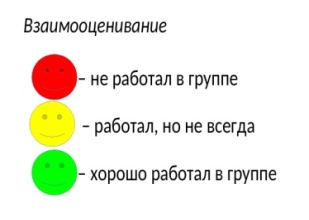 Взаимооценивание
– не работал в группе
– работал, но не всегда
– хорошо работал в группе